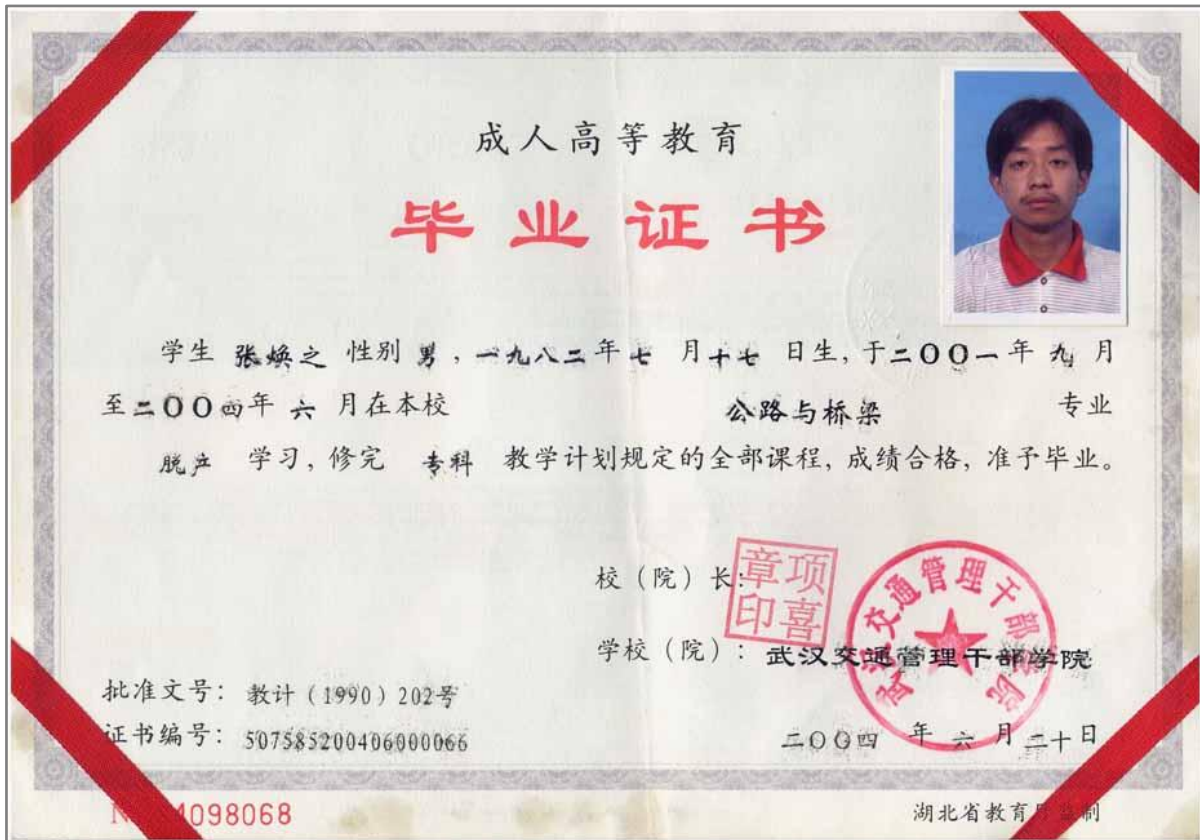 成人高等教育
毕业证书
学生 张焕之 性别 男，一九八二年七 月十七 日生，于二〇〇一年 九 月
至二〇〇四年 六 月在本校 公路与桥梁 专业
脱产 学习，修完 专科 教学计划规定的全部课程，成绩合格，准予毕业。
校（院）长：
项喜章印
学校（院）：武汉交通管理干部学院
武汉交通管理干部学院
批准文号：教计（1990）202号
证书编号：507585200406000066
二〇〇四 年 六 月 二十日
4098068
湖北省教育厅监制